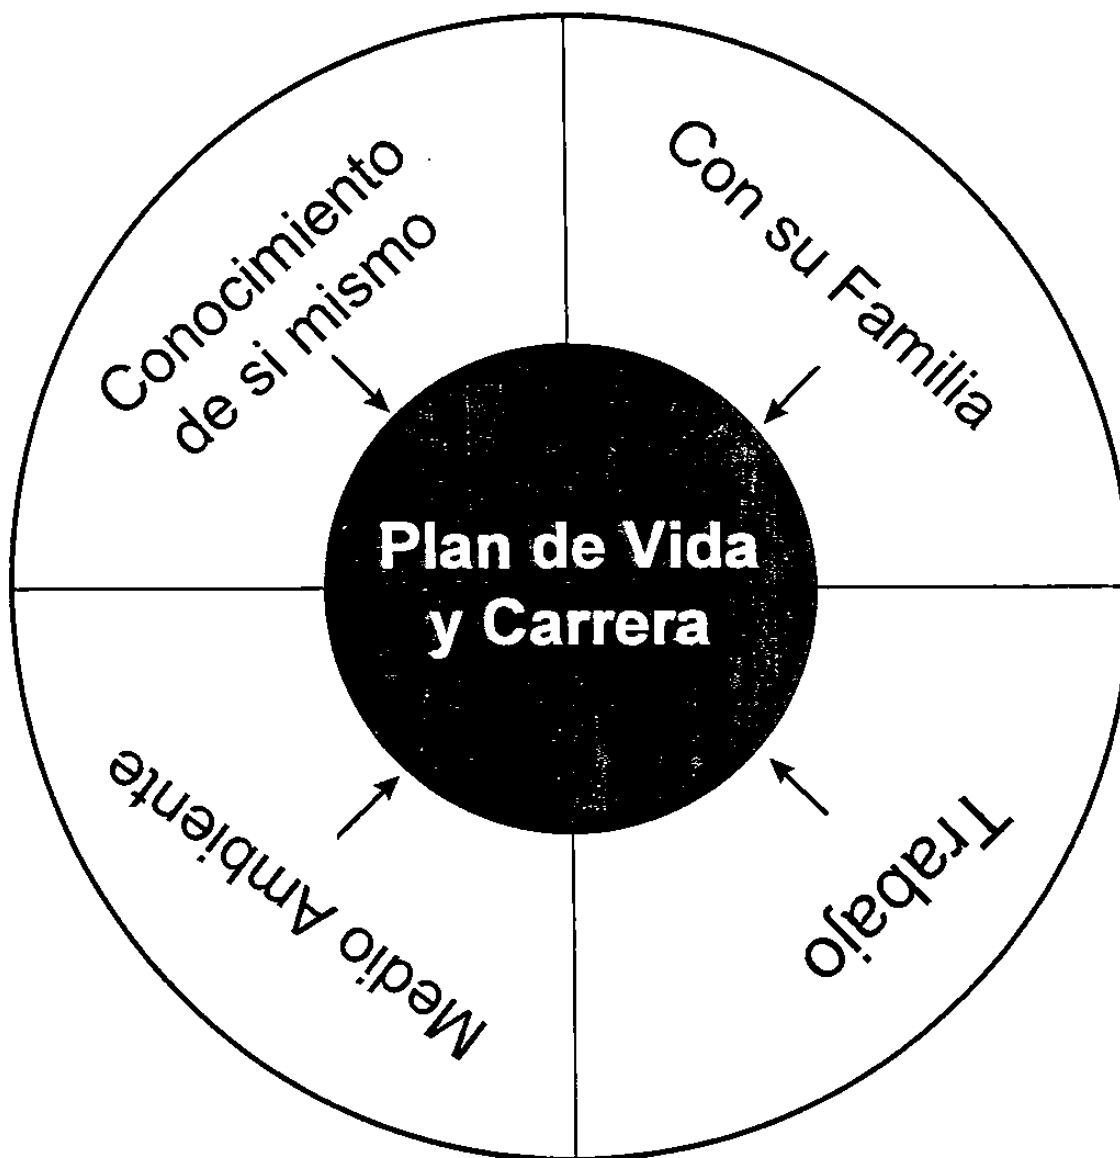 Conocimiento
de si mismo
Con su Familia
Plan de Vida
y Carrera
Medio Ambiente
Trabajo